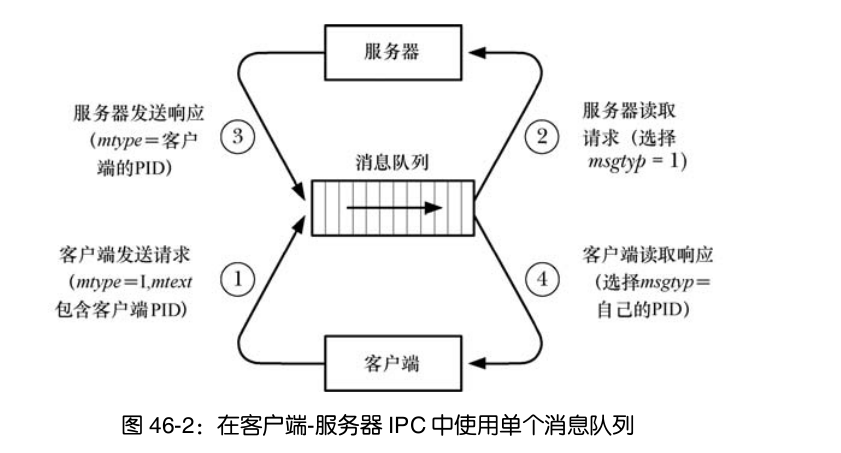 服务器
服务器发送响应
（mtype＝客户
端的PID）
③
②
服务器读取
请求（选择
msgtyp = 1)
消息队列
客户端发送请求
（mtype＝I,mtext
包含客户端PID）
①
④
客户端读取响应
（选择msgtyp＝
自己的PID）
客户端
图 46-2：在客户端-服务器 IPC 中使用单个消息队列